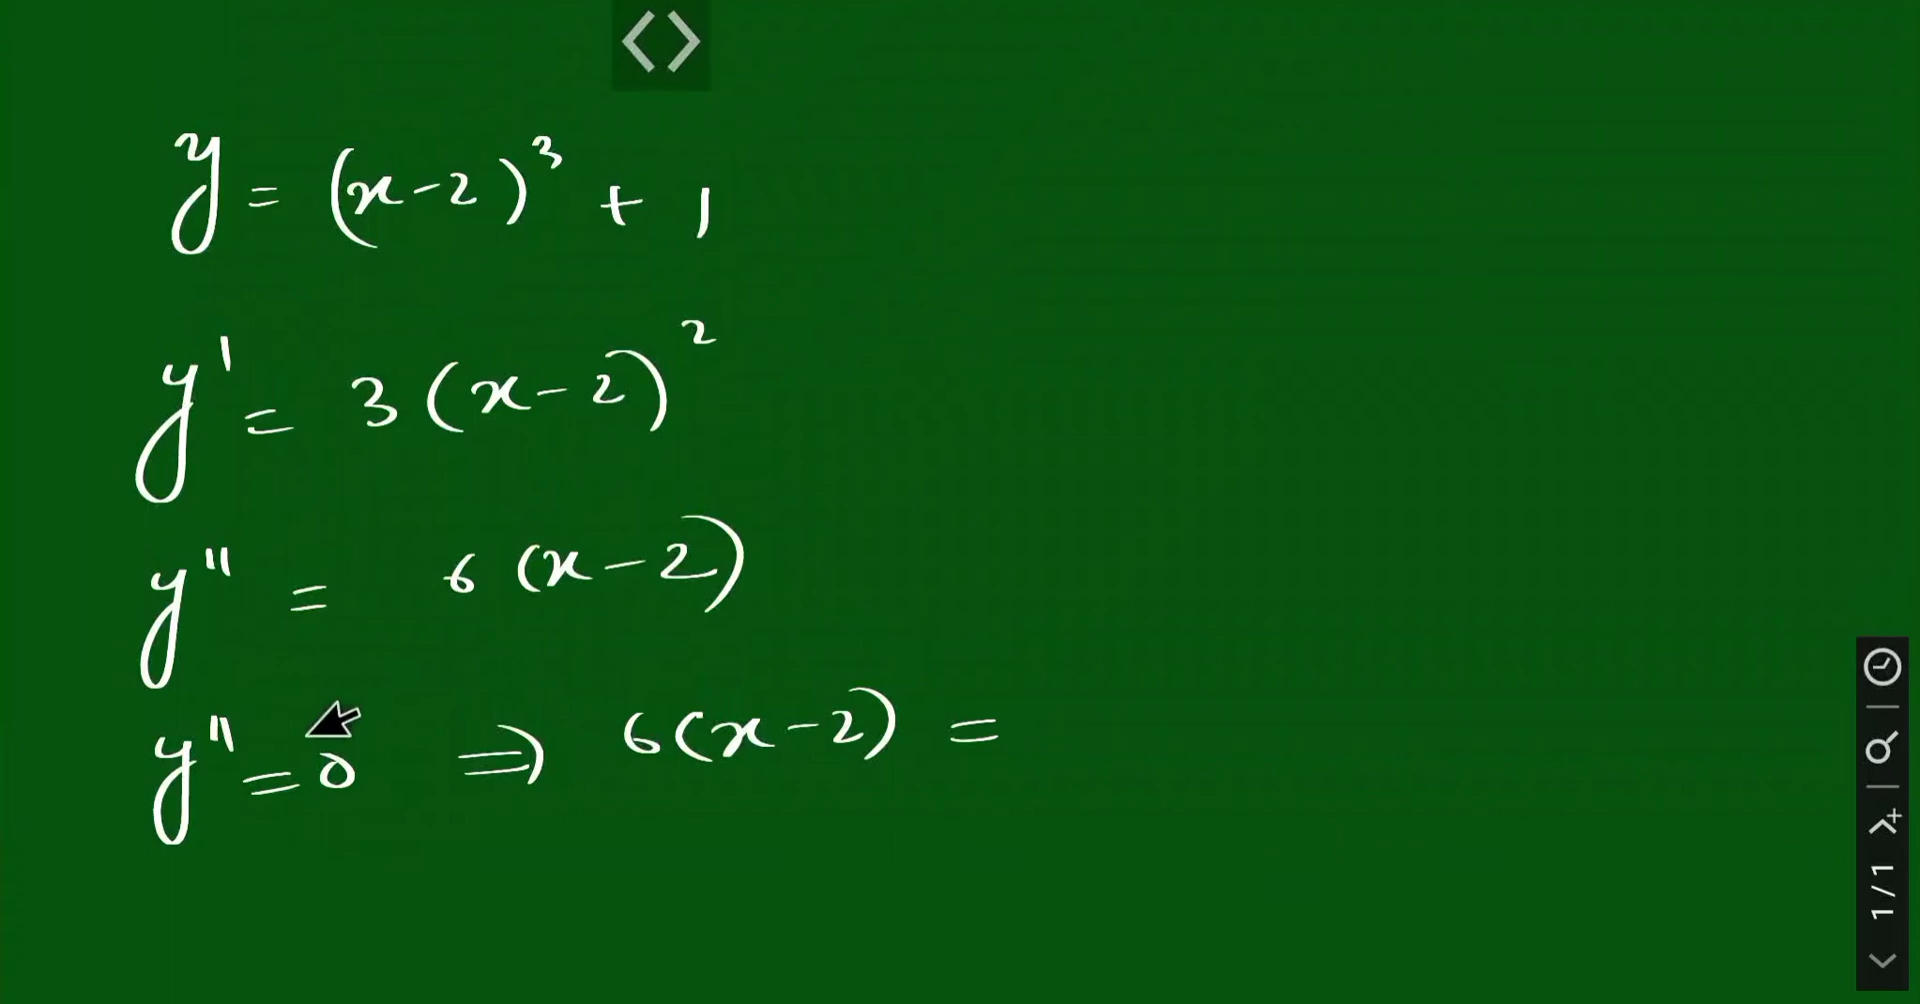 y = (x-2)³ + 1
y' = 3(x-2)²
y" = 6(x-2)
y" = 0 ⇒ 6(x-2) =
1/1